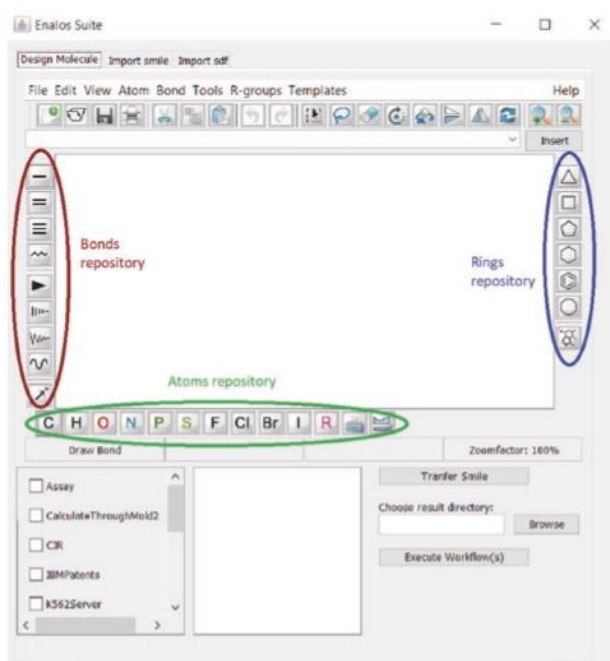 Enalos Suite
Design Molecule Import smile Import sdf
File Edit View Atom Bond Tools R-groups Templates Help
Insert
Bonds
repository
Rings
repository
Atoms repository
C H O N P S F Cl Br I R
Draw Bond Zoomfactor: 100%
Assay
CalculateThroughMold2
CIR
IBMPatents
K562Server
Tranfer Smile
Choose result directory:
Browse
Execute Workflow(s)